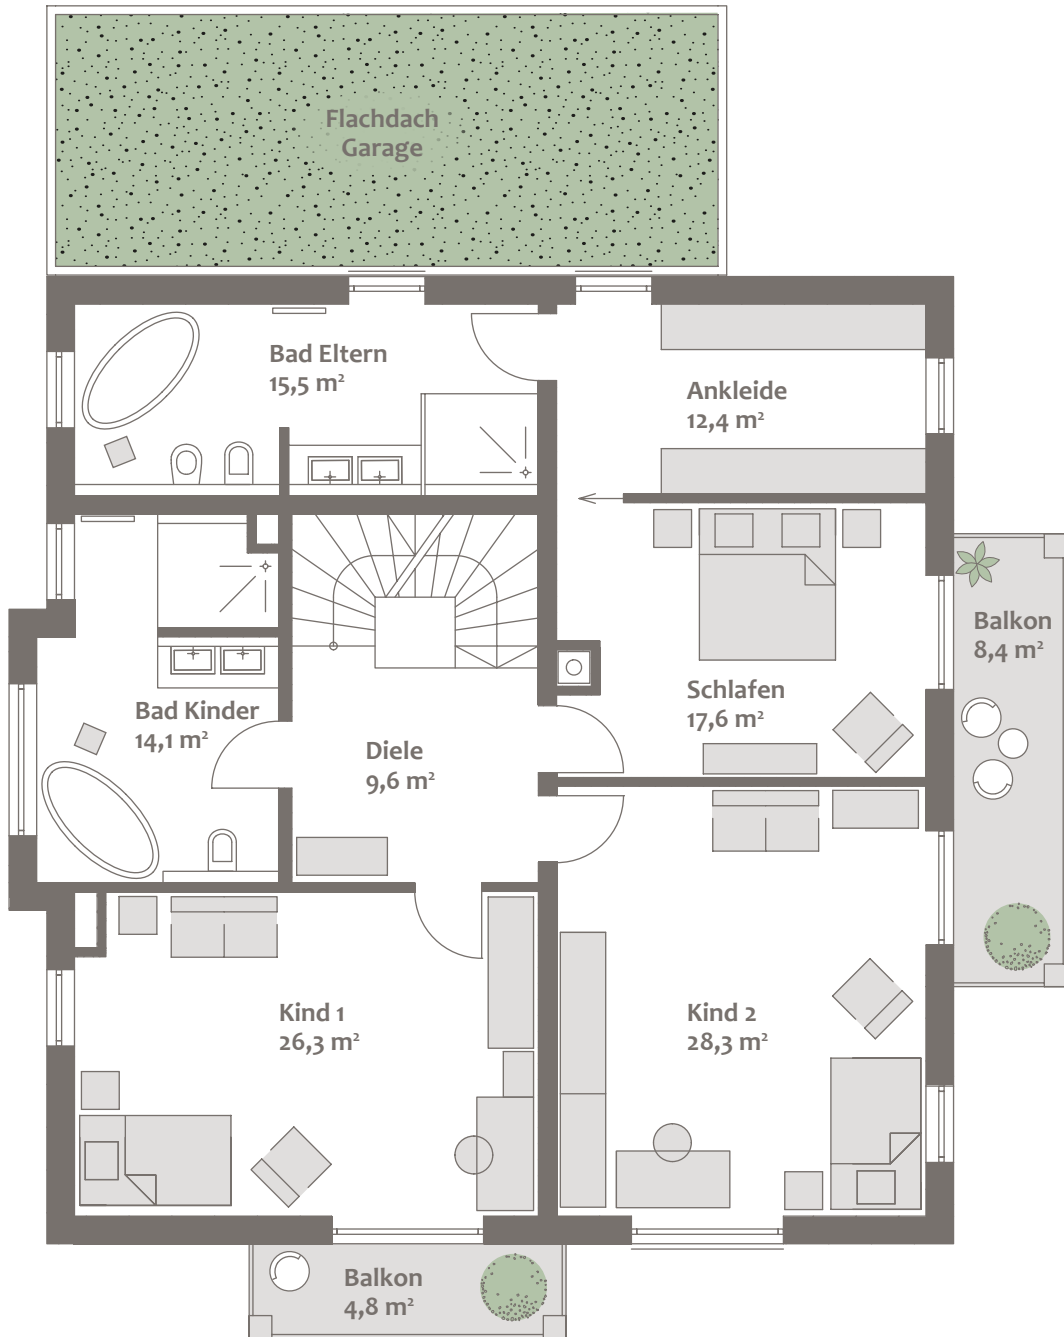 Flachdach
Garage
Bad Eltern
15,5 m²
Ankleide
12,4 m²
Balkon
8,4 m²
Schlafen
17,6 m²
Bad Kinder
14,1 m²
Diele
9,6 m²
Kind 1
26,3 m²
Kind 2
28,3 m²
Balkon
4,8 m²